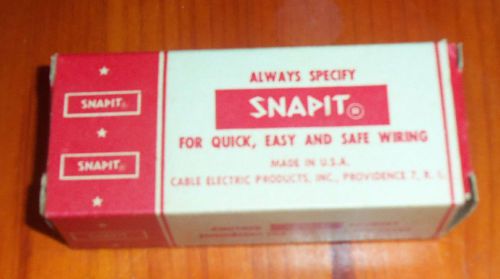 ALWAYS SPECIFY
SNAPIT®
FOR QUICK, EASY AND SAFE WIRING
MADE IN U.S.A.
CABLE ELECTRIC PRODUCTS, INC., PROVIDENCE 7, R. I.
SNAPIT®
SNAPIT®
SNAPIT®